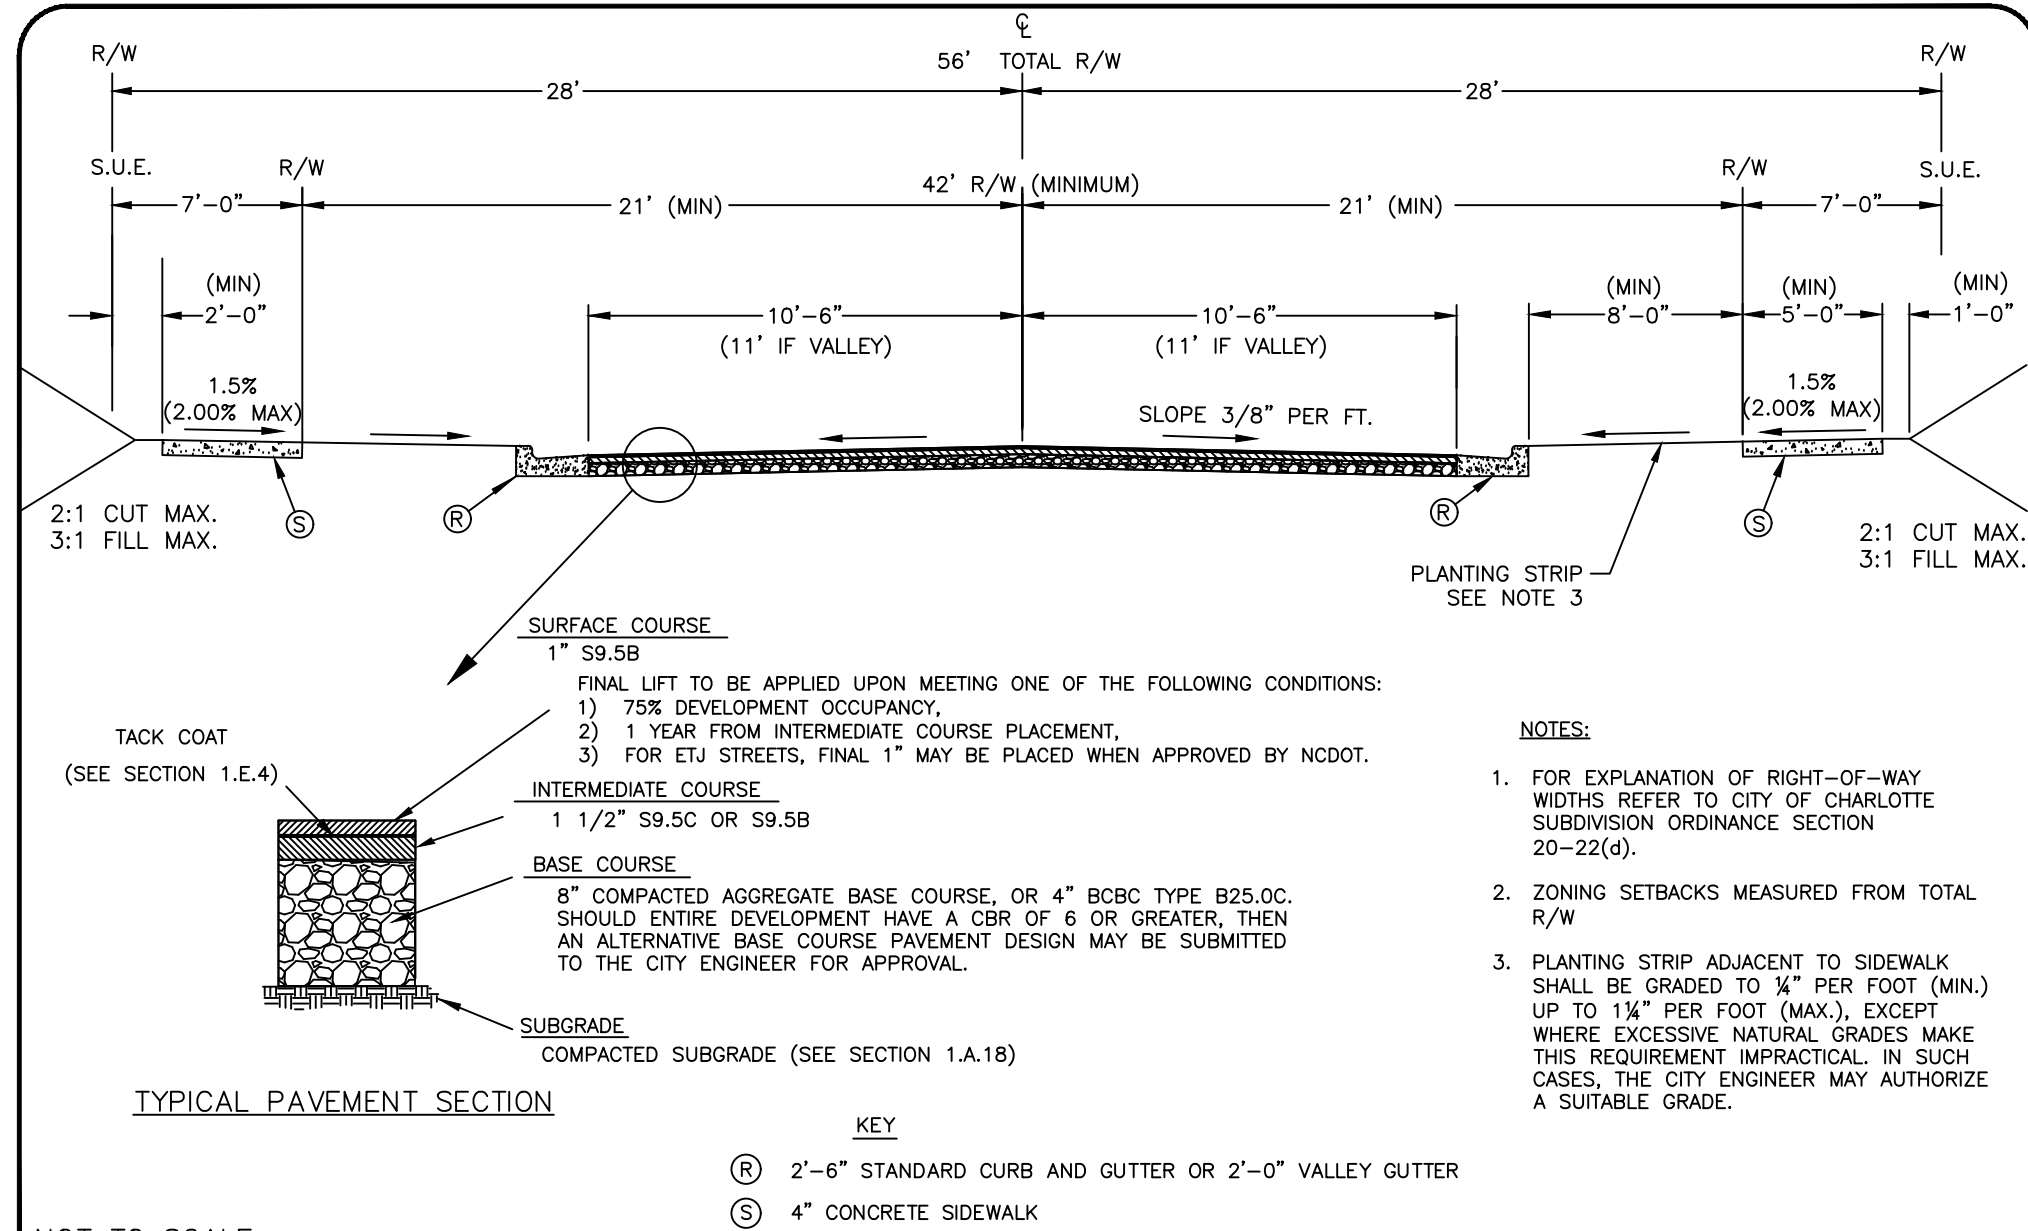 ℄
R/W
56' TOTAL R/W
R/W
28'
28'
S.U.E.
R/W
42' R/W (MINIMUM)
R/W
S.U.E.
7'-0"
21' (MIN)
21' (MIN)
7'-0"
(MIN)
2'-0"
10'-6"
(11' IF VALLEY)
10'-6"
(11' IF VALLEY)
(MIN)
8'-0"
(MIN)
5'-0"
(MIN)
1'-0"
1.5%
(2.00% MAX)
SLOPE 3/8" PER FT.
1.5%
(2.00% MAX)
2:1 CUT MAX.
3:1 FILL MAX.
S
R
R
S
2:1 CUT MAX.
3:1 FILL MAX.
PLANTING STRIP
SEE NOTE 3
SURFACE COURSE
1" S9.5B
FINAL LIFT TO BE APPLIED UPON MEETING ONE OF THE FOLLOWING CONDITIONS:
1) 75% DEVELOPMENT OCCUPANCY,
2) 1 YEAR FROM INTERMEDIATE COURSE PLACEMENT,
3) FOR ETJ STREETS, FINAL 1" MAY BE PLACED WHEN APPROVED BY NCDOT.
TACK COAT
(SEE SECTION 1.E.4)
INTERMEDIATE COURSE
1 1/2" S9.5C OR S9.5B
BASE COURSE
8" COMPACTED AGGREGATE BASE COURSE, OR 4" BCBC TYPE B25.0C.
SHOULD ENTIRE DEVELOPMENT HAVE A CBR OF 6 OR GREATER, THEN
AN ALTERNATIVE BASE COURSE PAVEMENT DESIGN MAY BE SUBMITTED
TO THE CITY ENGINEER FOR APPROVAL.
SUBGRADE
COMPACTED SUBGRADE (SEE SECTION 1.A.18)
TYPICAL PAVEMENT SECTION
NOTES:
1. FOR EXPLANATION OF RIGHT-OF-WAY
WIDTHS REFER TO CITY OF CHARLOTTE
SUBDIVISION ORDINANCE SECTION
20-22(d).
2. ZONING SETBACKS MEASURED FROM TOTAL
R/W
3. PLANTING STRIP ADJACENT TO SIDEWALK
SHALL BE GRADED TO ¼" PER FOOT (MIN.)
UP TO 1¼" PER FOOT (MAX.), EXCEPT
WHERE EXCESSIVE NATURAL GRADES MAKE
THIS REQUIREMENT IMPRACTICAL. IN SUCH
CASES, THE CITY ENGINEER MAY AUTHORIZE
A SUITABLE GRADE.
KEY
R 2'-6" STANDARD CURB AND GUTTER OR 2'-0" VALLEY GUTTER
S 4" CONCRETE SIDEWALK
NOT TO SCALE